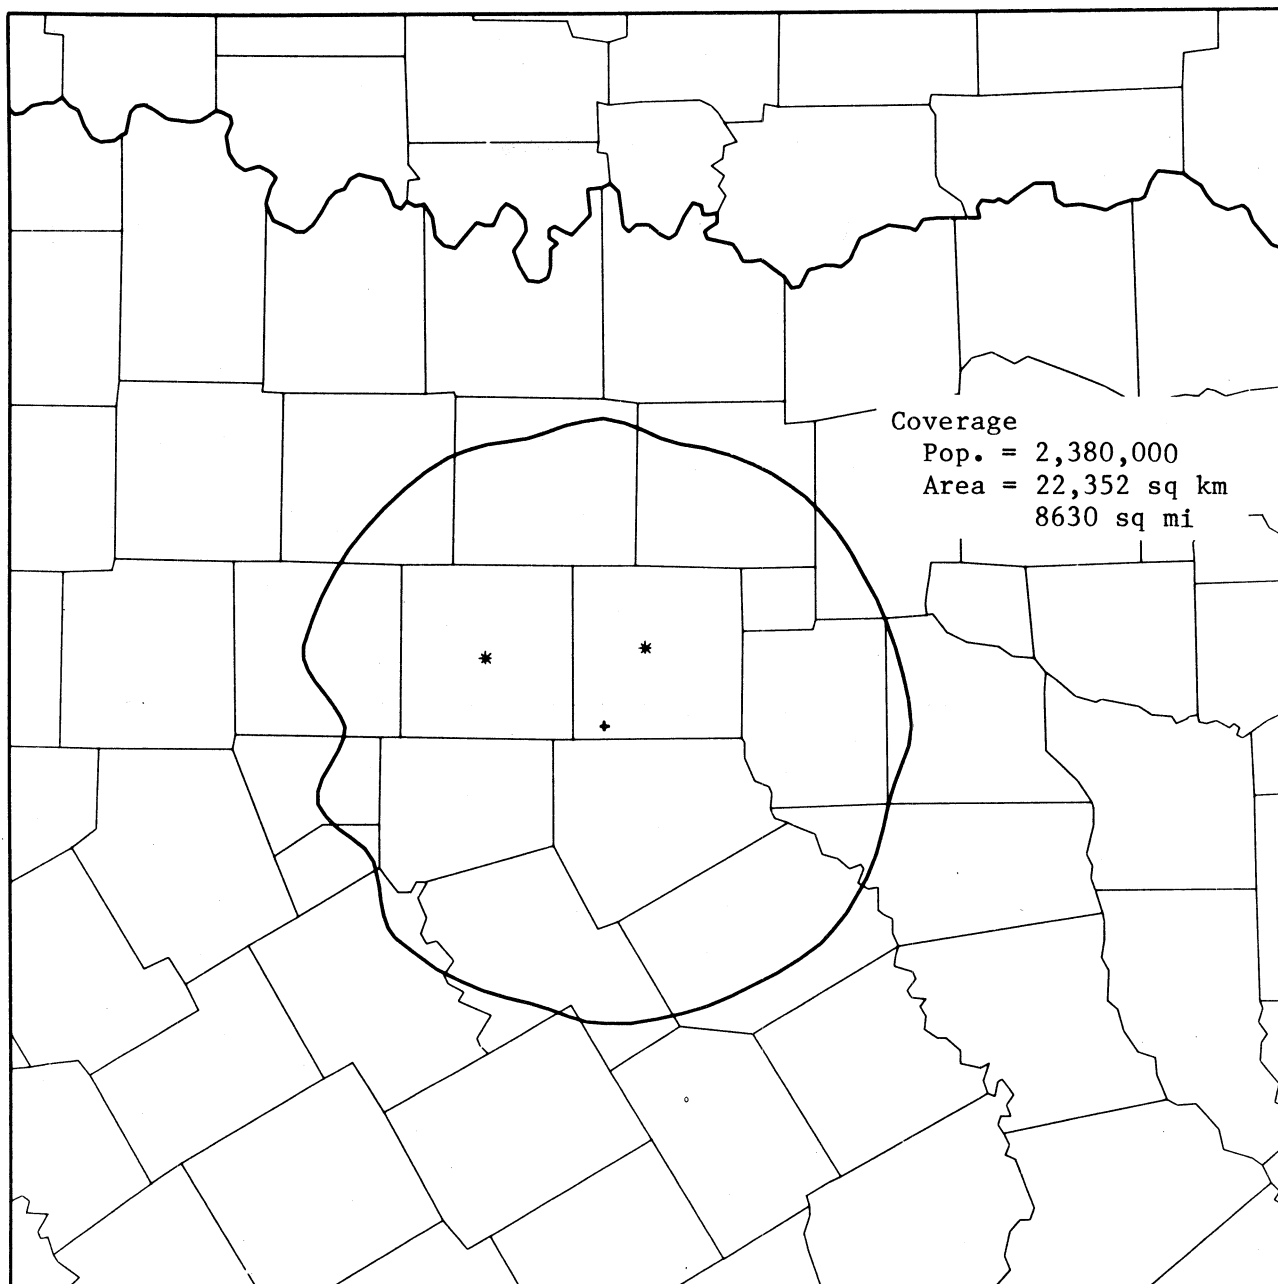 Coverage
Pop. = 2,380,000
Area = 22,352 sq km
8630 sq mi